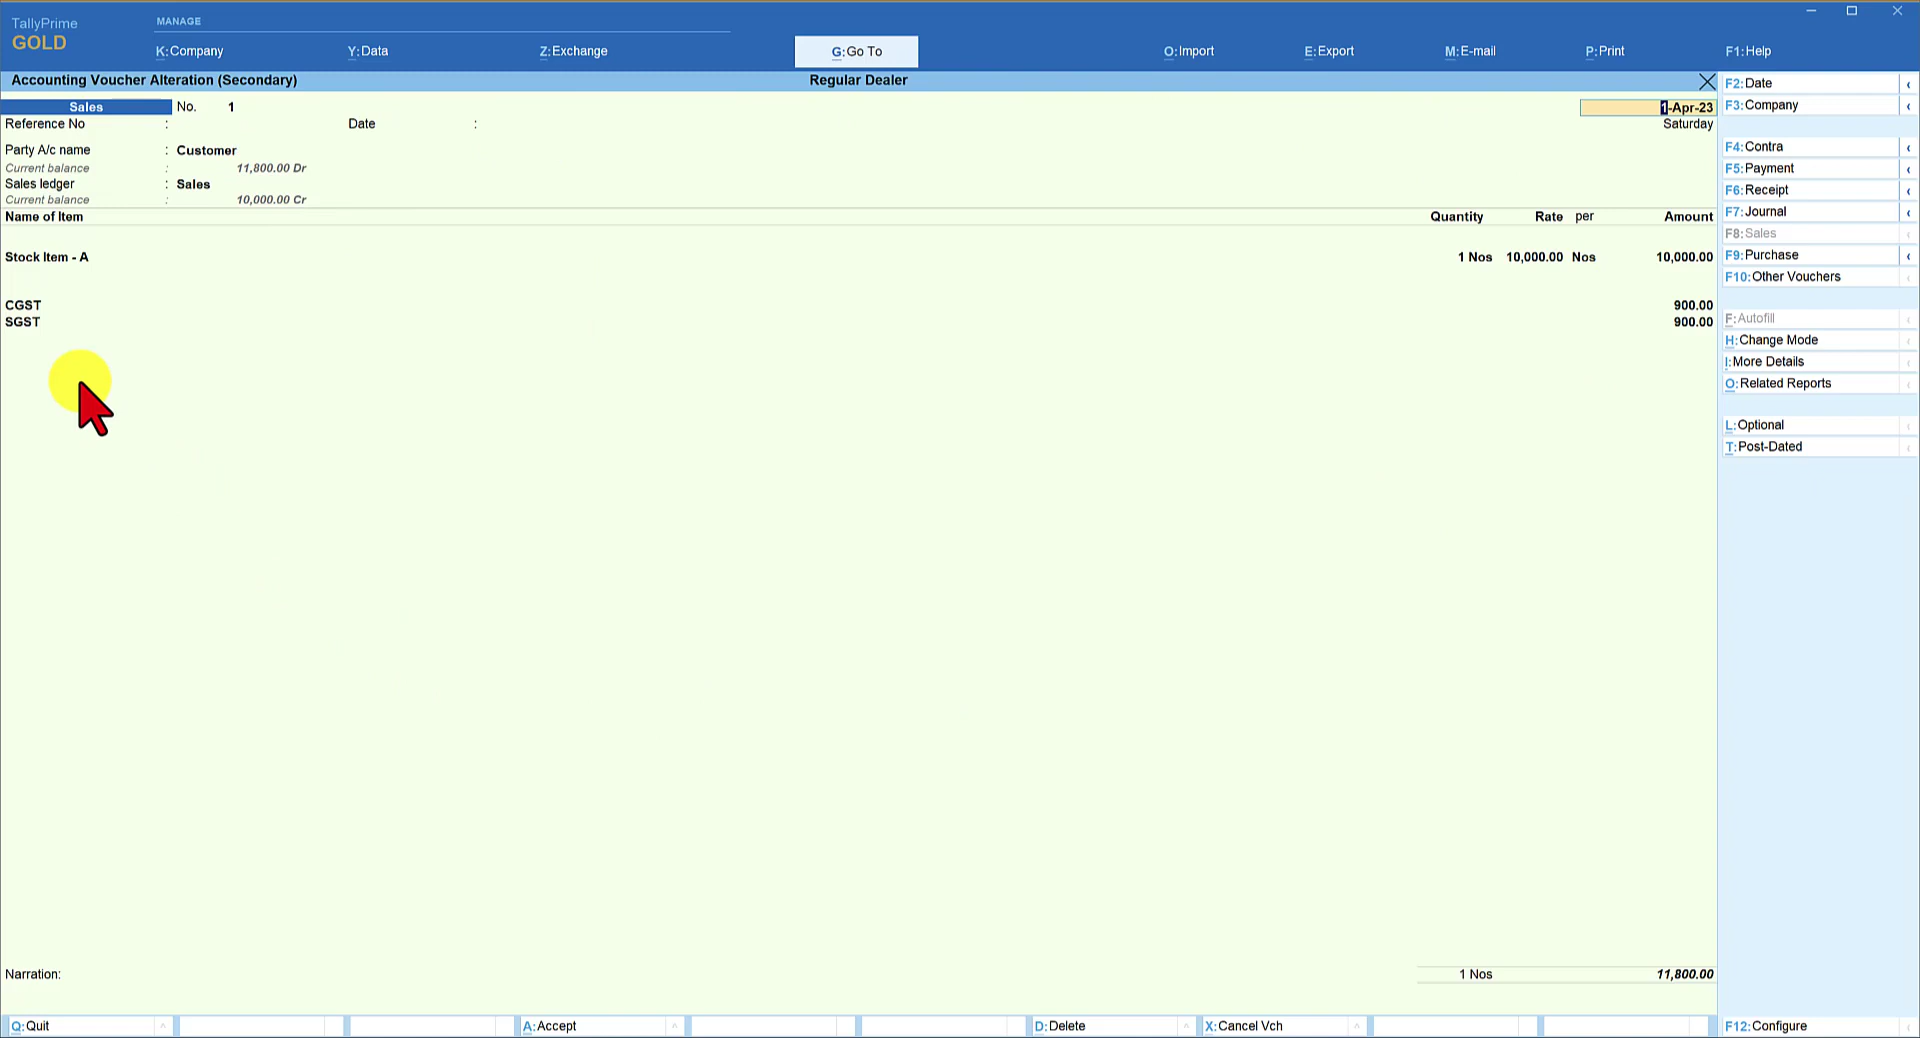 TallyPrime
GOLD
MANAGE
K:Company Y:Data Z:Exchange G:Go To O:Import E:Export M:E-mail P:Print F1:Help
Accounting Voucher Alteration (Secondary) Regular Dealer
Sales No. 1 1-Apr-23
Reference No : Date : Saturday
Party A/c name : Customer
Current balance : 11,800.00 Dr
Sales ledger : Sales
Current balance : 10,000.00 Cr
Name of Item Quantity Rate per Amount
Stock Item - A 1 Nos 10,000.00 Nos 10,000.00
CGST 900.00
SGST 900.00
Narration: 1 Nos 11,800.00
F2:Date
F3:Company
F4:Contra
F5:Payment
F6:Receipt
F7:Journal
F8:Sales
F9:Purchase
F10:Other Vouchers
F:Autofill
H:Change Mode
I:More Details
O:Related Reports
L:Optional
T:Post-Dated
Q:Quit A:Accept D:Delete X:Cancel Vch F12:Configure